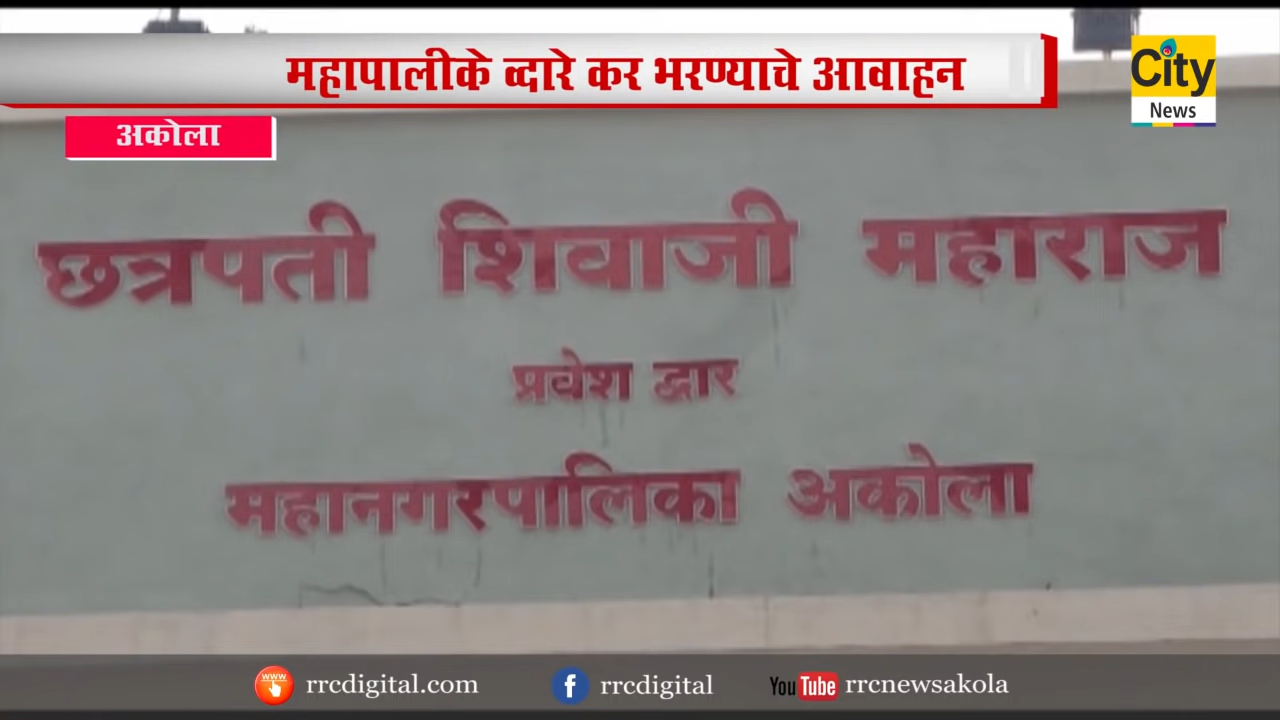 महापालीके व्दारे कर भरण्याचे आवाहन
City
News
अकोला
छत्रपती शिवाजी महाराज
प्रवेश द्वार
महानगरपालिका अकोला
www
rrcdigital.com
rrcdigital
YouTube rrcnewsakola